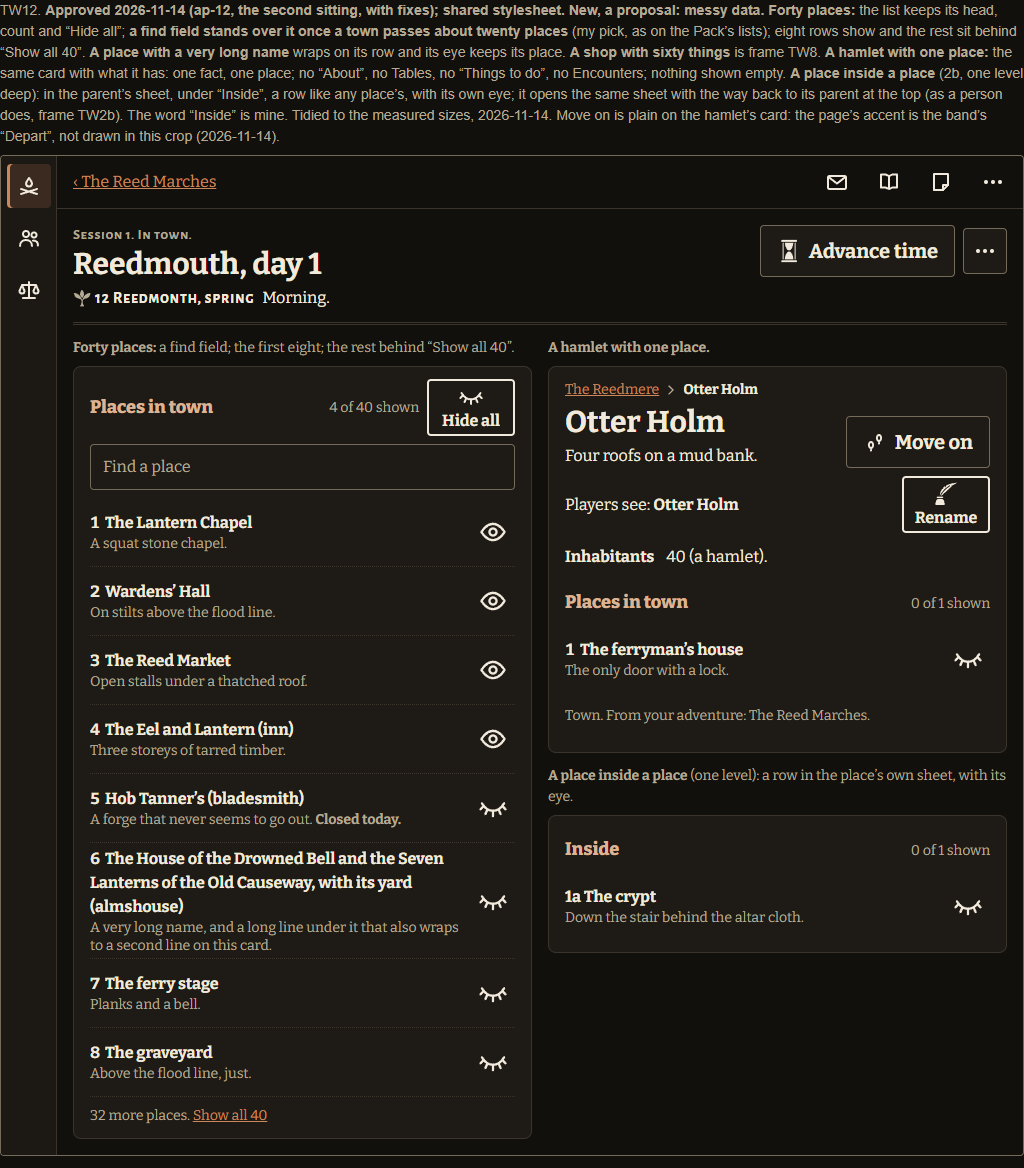 TW12. Approved 2026-11-14 (ap-12, the second sitting, with fixes); shared stylesheet. New, a proposal: messy data. Forty places: the list keeps its head,
count and “Hide all”; a find field stands over it once a town passes about twenty places (my pick, as on the Pack’s lists); eight rows show and the rest sit behind
“Show all 40”. A place with a very long name wraps on its row and its eye keeps its place. A shop with sixty things is frame TW8. A hamlet with one place: the
same card with what it has: one fact, one place; no “About”, no Tables, no “Things to do”, no Encounters; nothing shown empty. A place inside a place (2b, one level
deep): in the parent’s sheet, under “Inside”, a row like any place’s, with its own eye; it opens the same sheet with the way back to its parent at the top (as a person
does, frame TW2b). The word “Inside” is mine. Tidied to the measured sizes, 2026-11-14. Move on is plain on the hamlet’s card: the page’s accent is the band’s
“Depart”, not drawn in this crop (2026-11-14).
‹ The Reed Marches
Session 1. In town.
Reedmouth, day 1
12 Reedmonth, spring Morning.
Advance time
Forty places: a find field; the first eight; the rest behind “Show all 40”.
Places in town
4 of 40 shown
Hide all
Find a place
1 The Lantern Chapel
A squat stone chapel.
2 Wardens’ Hall
On stilts above the flood line.
3 The Reed Market
Open stalls under a thatched roof.
4 The Eel and Lantern (inn)
Three storeys of tarred timber.
5 Hob Tanner’s (bladesmith)
A forge that never seems to go out. Closed today.
6 The House of the Drowned Bell and the Seven
Lanterns of the Old Causeway, with its yard
(almshouse)
A very long name, and a long line under it that also wraps
to a second line on this card.
7 The ferry stage
Planks and a bell.
8 The graveyard
Above the flood line, just.
32 more places. Show all 40
A hamlet with one place.
The Reedmere › Otter Holm
Otter Holm
Four roofs on a mud bank.
Move on
Players see: Otter Holm
Rename
Inhabitants 40 (a hamlet).
Places in town
0 of 1 shown
1 The ferryman’s house
The only door with a lock.
Town. From your adventure: The Reed Marches.
A place inside a place (one level): a row in the place’s own sheet, with its
eye.
Inside
0 of 1 shown
1a The crypt
Down the stair behind the altar cloth.